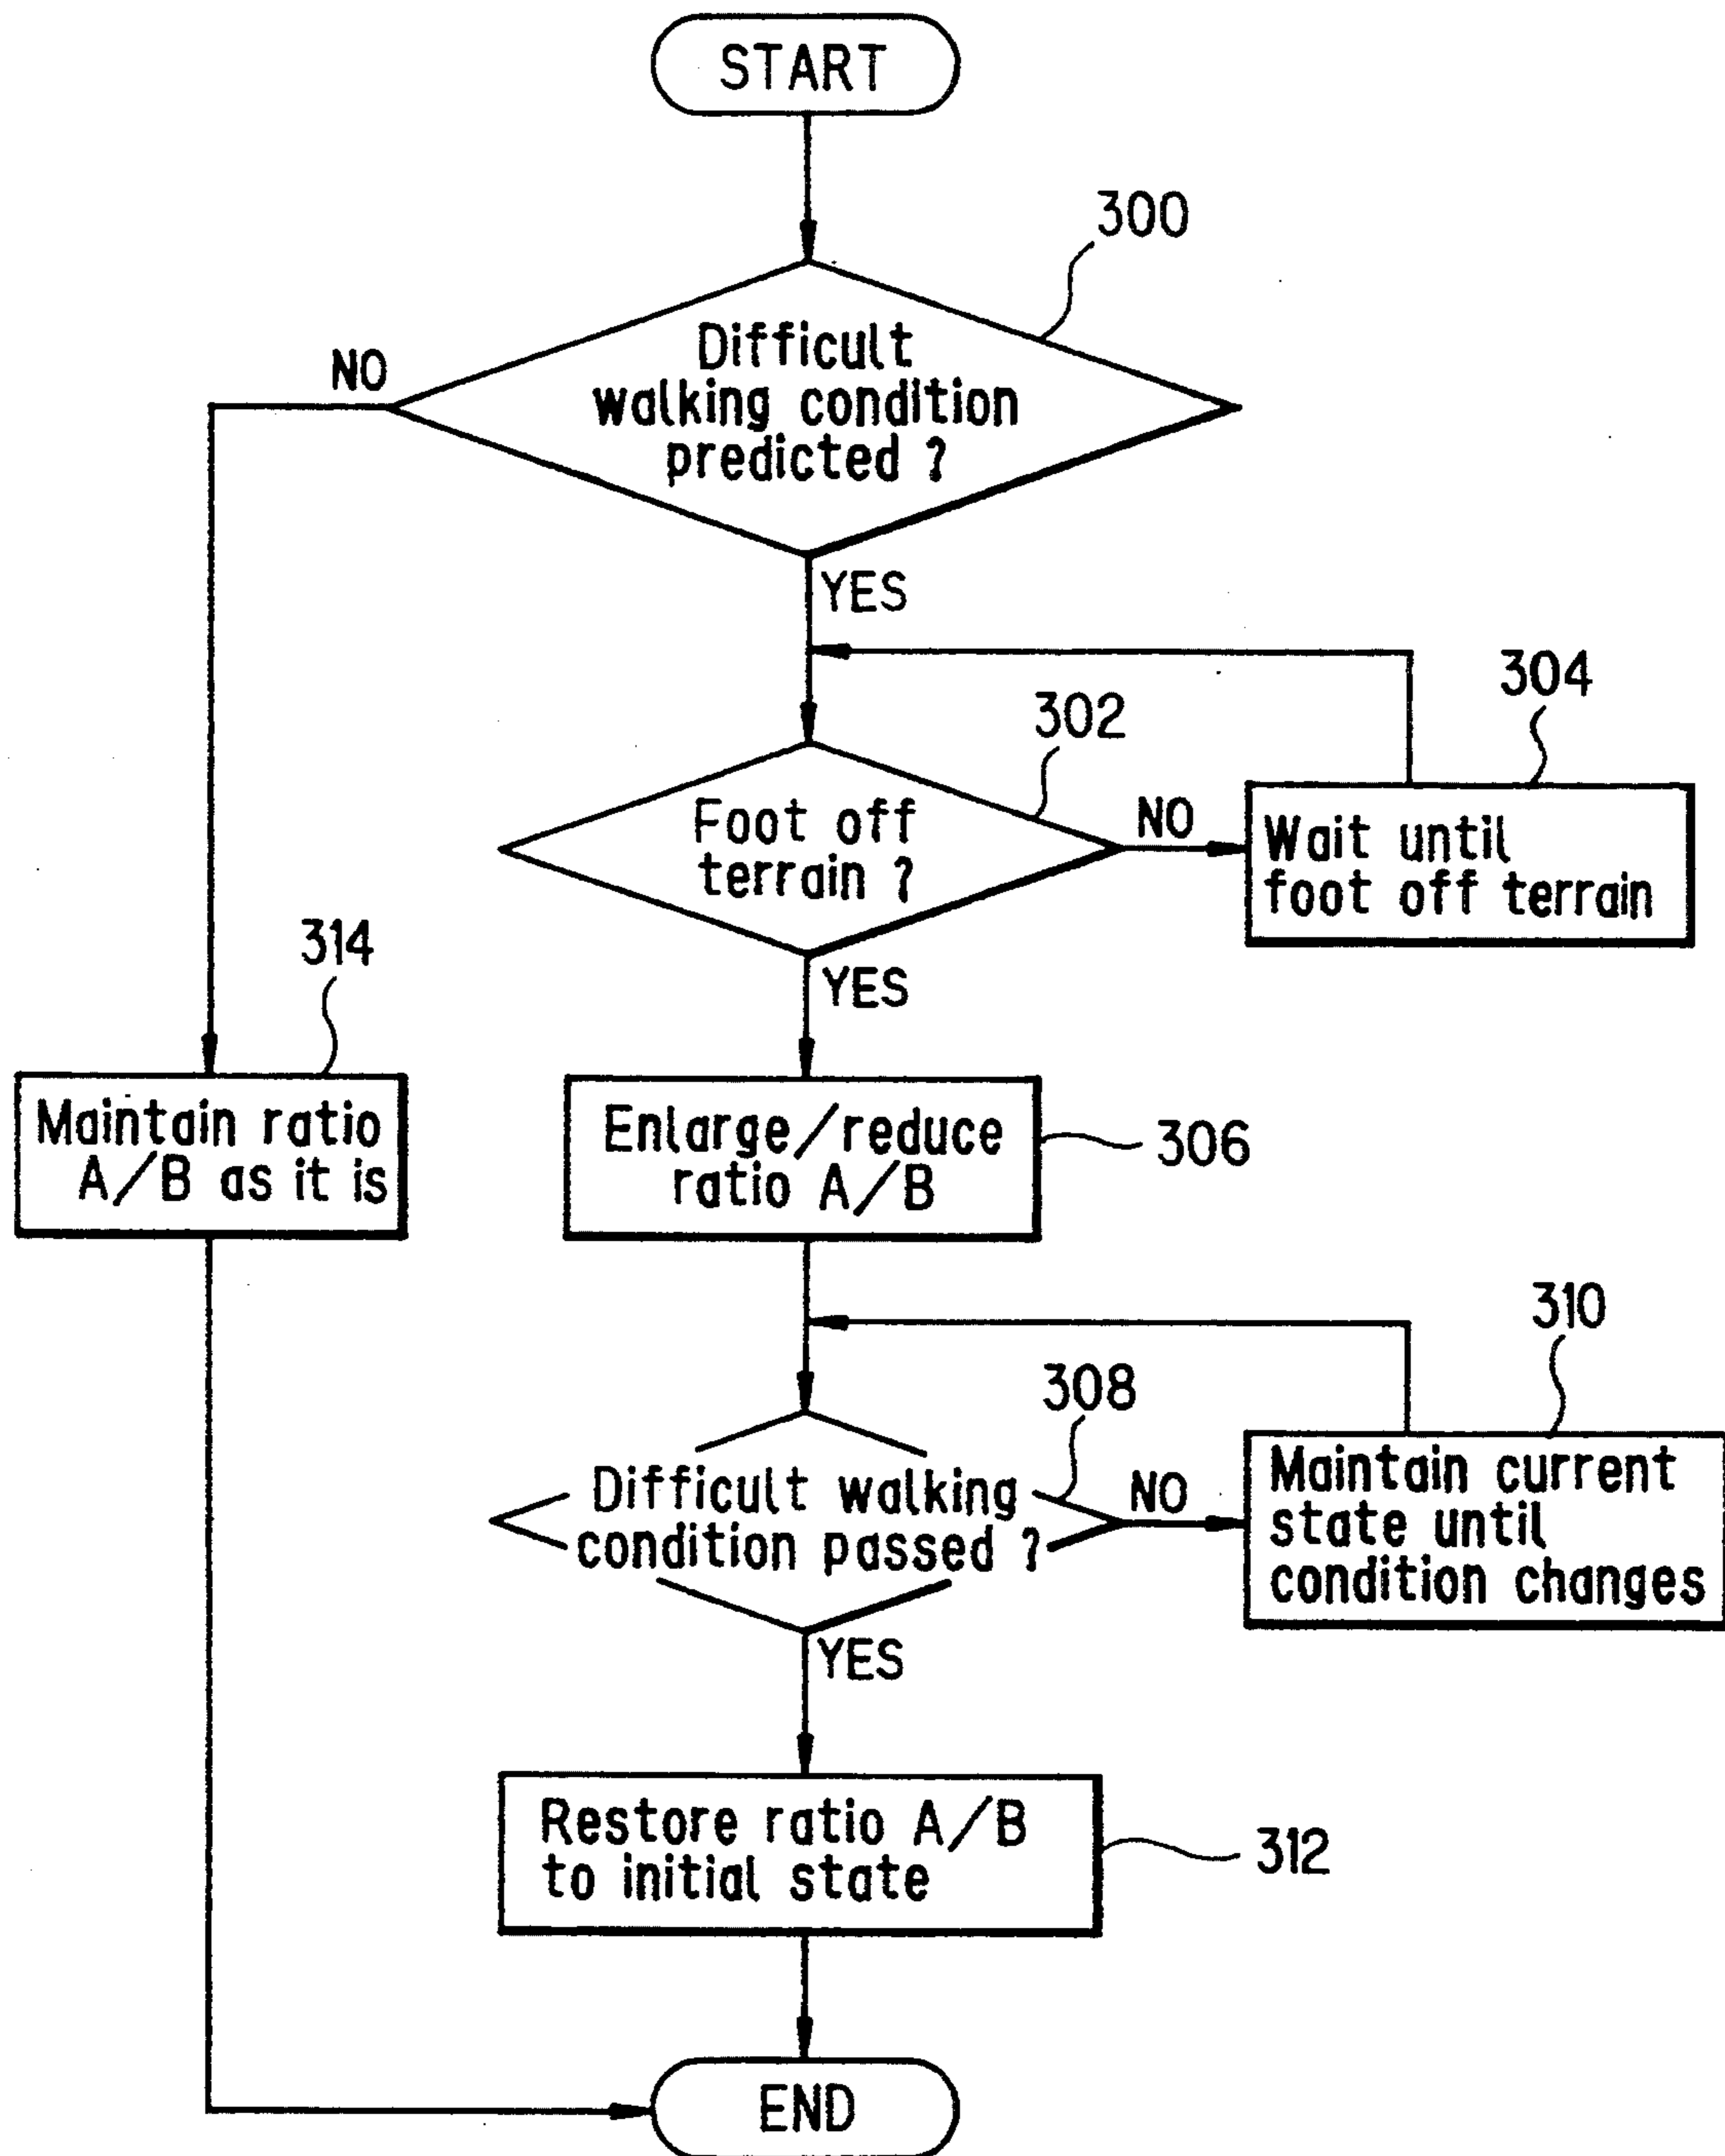 START
300
Difficult
walking condition
predicted ?
NO
YES
304
302
Foot off
terrain ?
NO
Wait until
foot off terrain
YES
314
Maintain ratio
A/B as it is
Enlarge/reduce
ratio A/B
306
310
308
Difficult walking
condition passed ?
NO
Maintain current
state until
condition changes
YES
Restore ratio A/B
to initial state
312
END